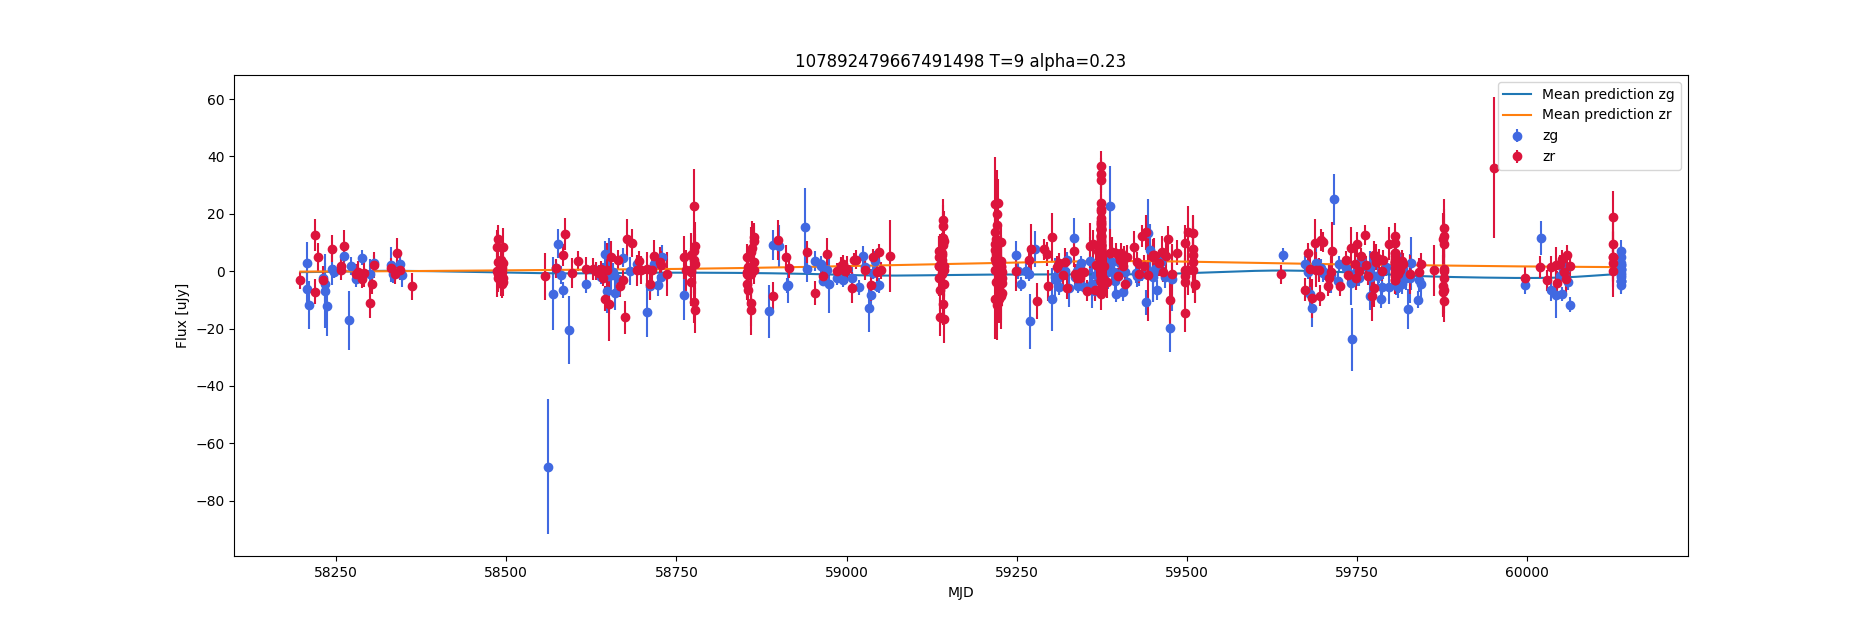 107892479667491498 T=9 alpha=0.23
Flux [uJy]
60
40
20
0
−20
−40
−60
−80
Mean prediction zg
Mean prediction zr
zg
zr
58250 58500 58750 59000 59250 59500 59750 60000
MJD